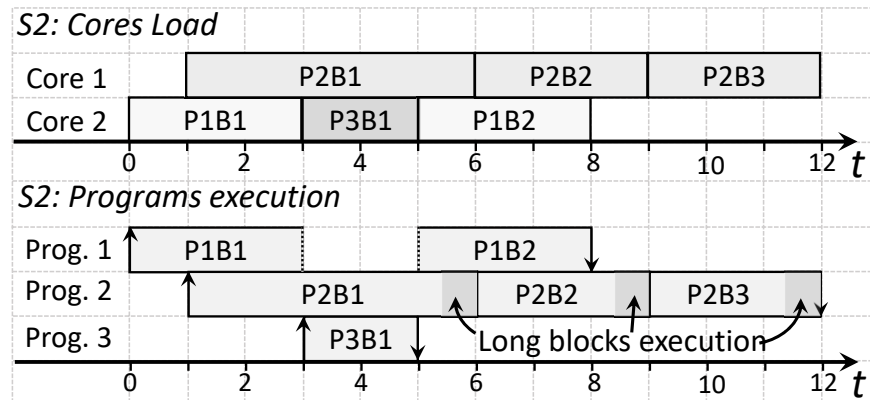 S2: Cores Load
Core 1 P2B1 P2B2 P2B3
Core 2 P1B1 P3B1 P1B2
0 2 4 6 8 10 12 t
S2: Programs execution
Prog. 1 P1B1 P1B2
Prog. 2 P2B1 P2B2 P2B3
Prog. 3 P3B1 Long blocks execution
0 2 4 6 8 10 12 t